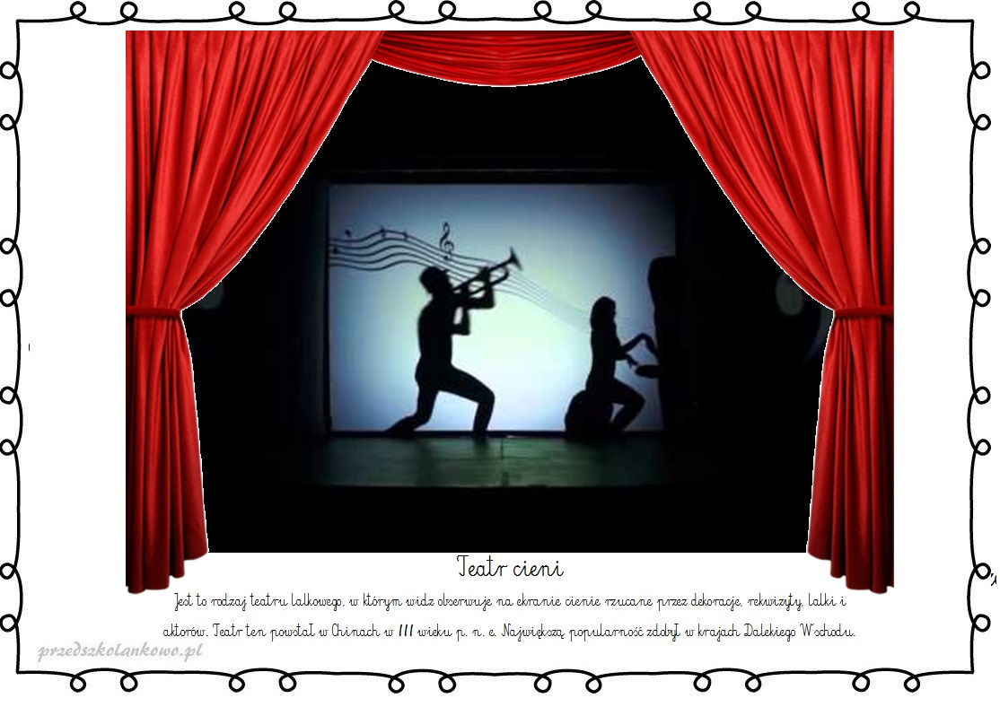 Teatr cieni
Jest to rodzaj teatru lalkowego, w którym widz obserwuje na ekranie cienie rzucane przez dekoracje, rekwizyty, lalki i
aktorów. Teatr ten powstał w Chinach w III wieku p. n. e. Największą popularność zdobył w krajach Dalekiego Wschodu.
przedszkolankowo.pl